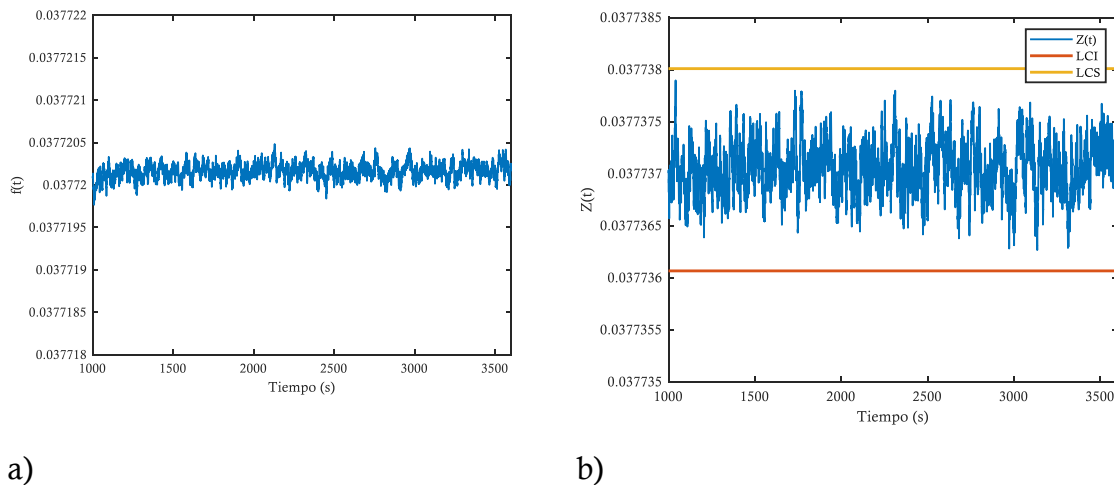 0.037722
0.0377215
0.037721
0.0377205
0.03772
0.0377195
0.037719
0.0377185
0.037718
f(t)
1000 1500 2000 2500 3000 3500
Tiempo (s)
a)
0.0377385
0.037738
0.0377375
0.037737
0.0377365
0.037736
0.0377355
0.037735
Z(t)
Z(t)
LCI
LCS
1000 1500 2000 2500 3000 3500
Tiempo (s)
b)